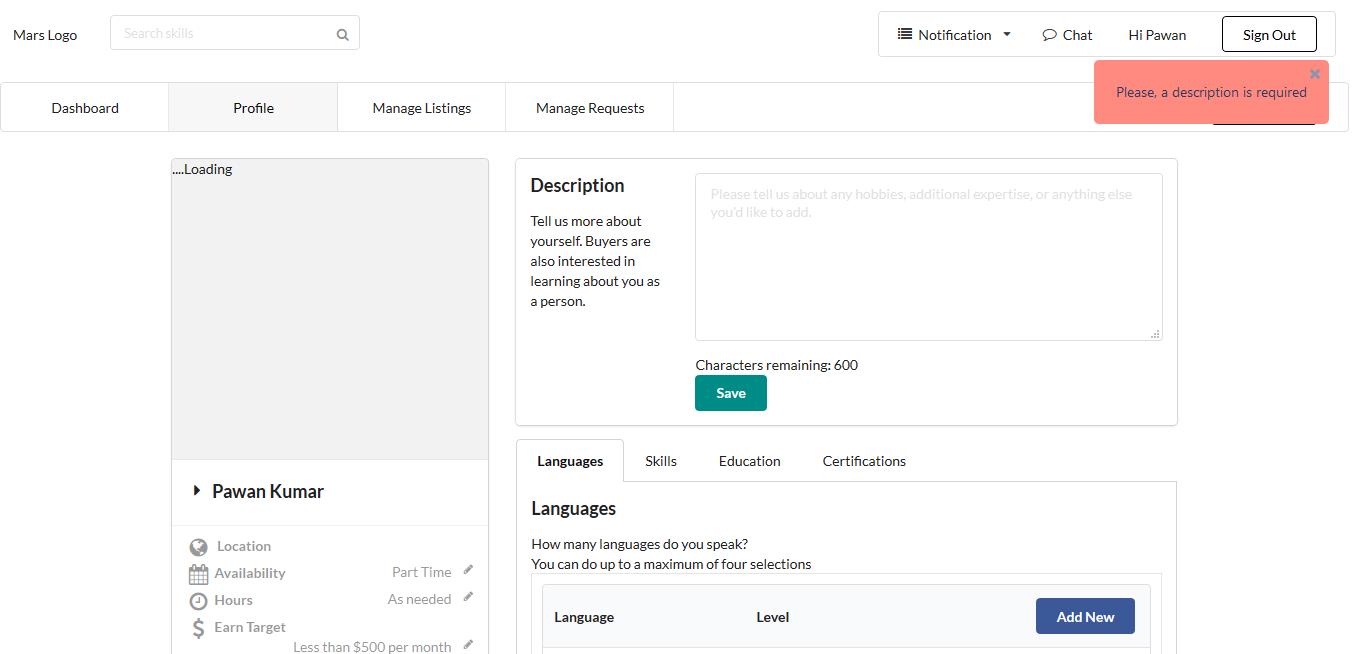 Mars Logo
Search skills
Notification
Chat
Hi Pawan
Sign Out
Please, a description is required
Dashboard
Profile
Manage Listings
Manage Requests
....Loading
Description
Tell us more about
yourself. Buyers are
also interested in
learning about you as
a person.
Please tell us about any hobbies, additional expertise, or anything else
you'd like to add.
Characters remaining: 600
Save
Pawan Kumar
Location
Availability
Part Time
Hours
As needed
Earn Target
Less than $500 per month
Languages
Skills
Education
Certifications
Languages
How many languages do you speak?
You can do up to a maximum of four selections
Language
Level
Add New